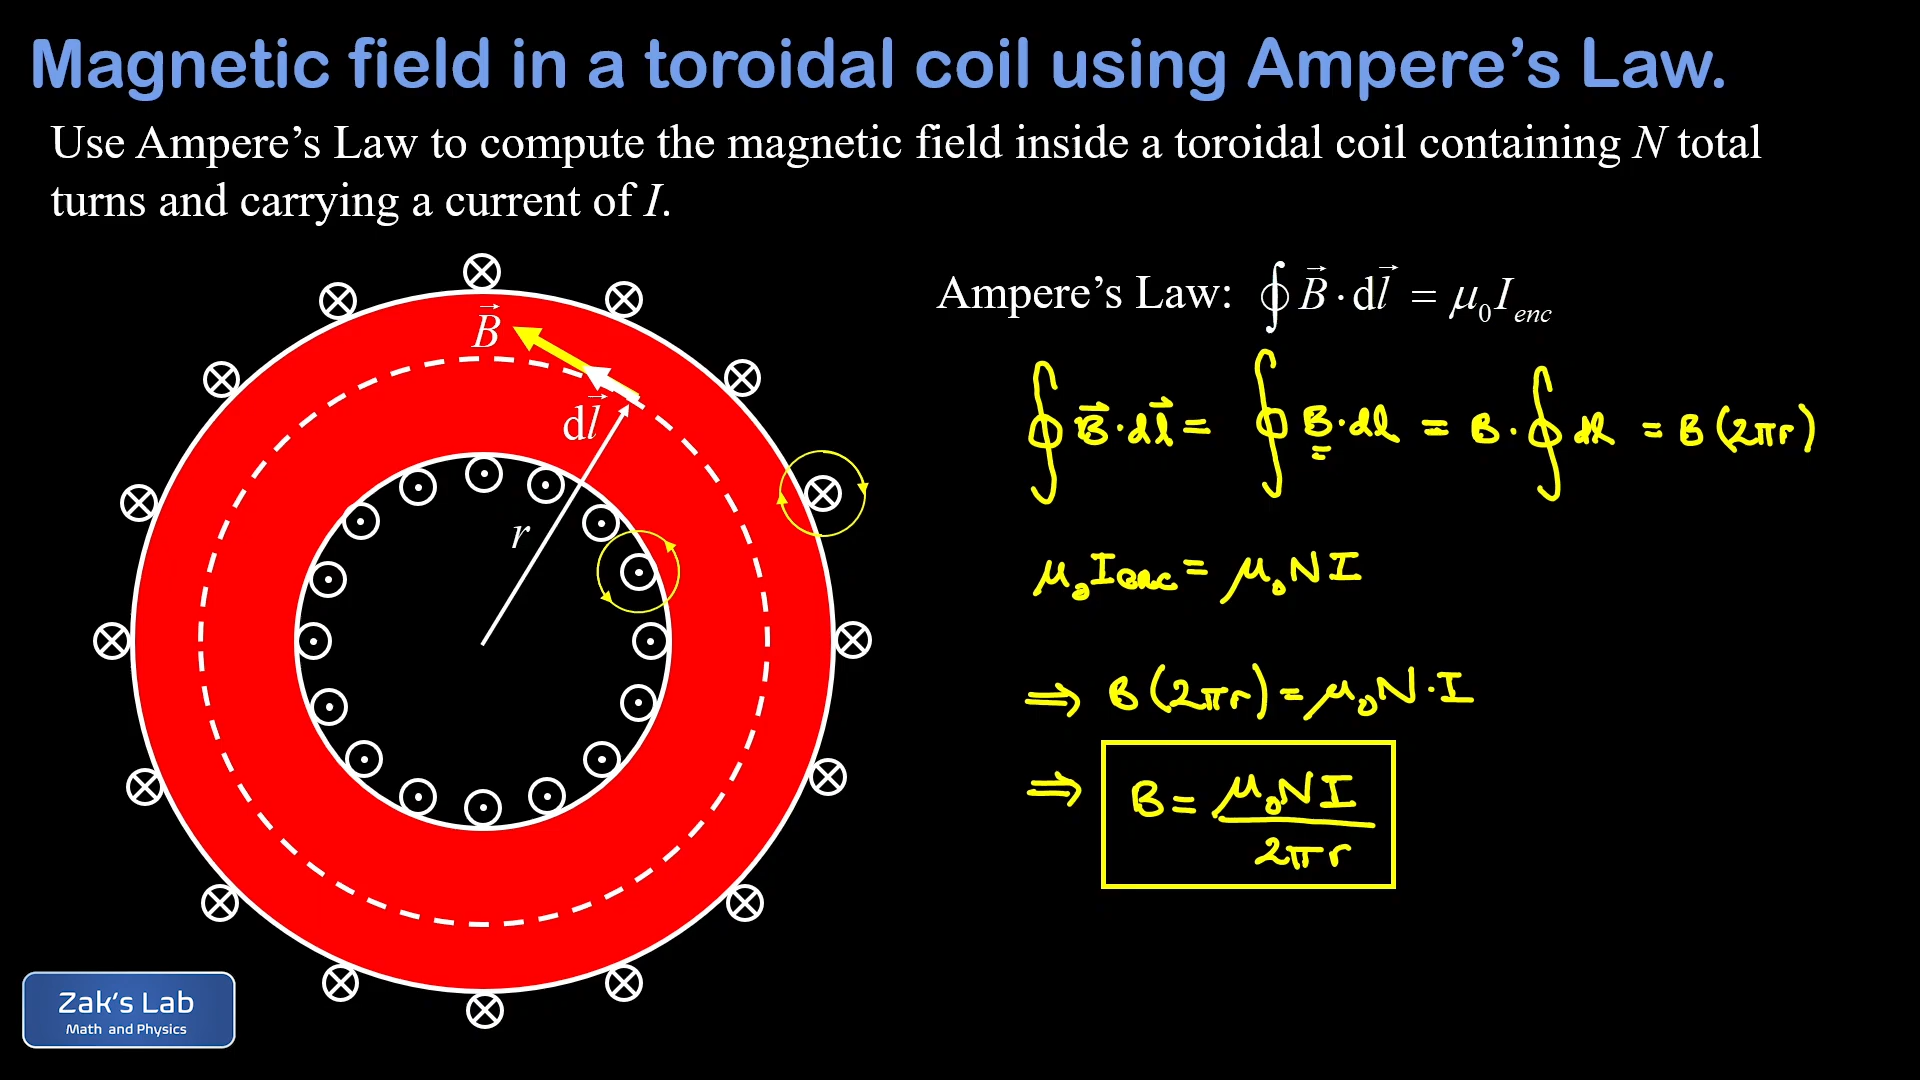 Magnetic field in a toroidal coil using Ampere’s Law.
Use Ampere’s Law to compute the magnetic field inside a toroidal coil containing N total
turns and carrying a current of I.
Ampere’s Law: ∮ B⃗ · dl⃗ = μ₀I_enc
∮ B⃗ · dl⃗ = ∮ B · dl = B · ∮ dl = B (2πr)
μ₀I_enc = μ₀NI
⇒ B (2πr) = μ₀N · I
⇒ B = μ₀NI / 2πr
B⃗
dl⃗
r
Zak’s Lab
Math and Physics